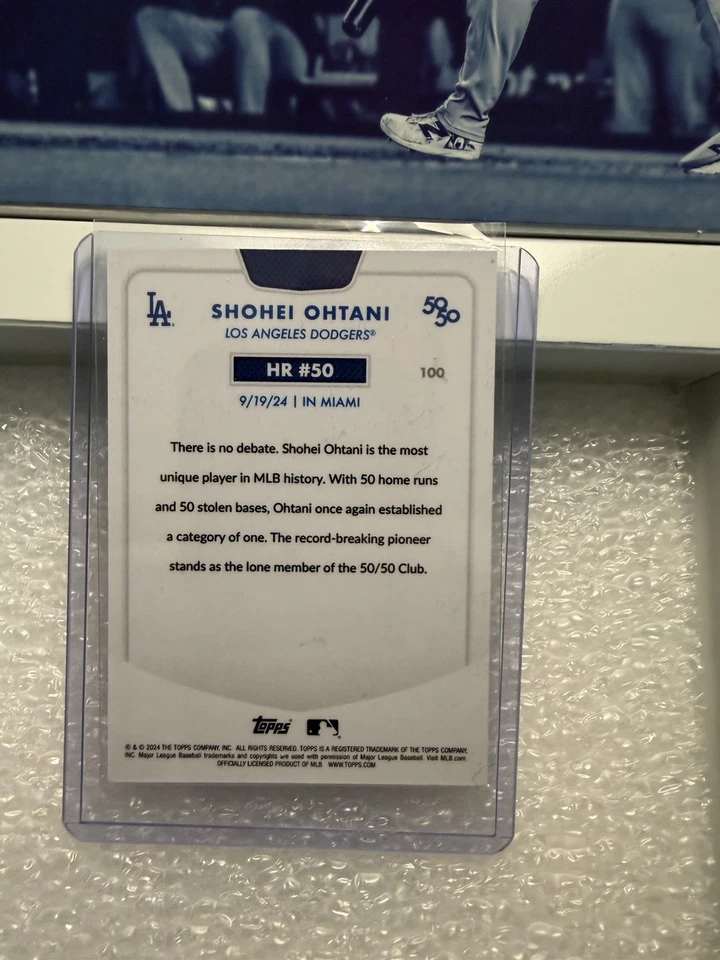 LA
SHOHEI OHTANI
50
50
LOS ANGELES DODGERS®
HR #50
100
9/19/24 | IN MIAMI
There is no debate. Shohei Ohtani is the most
unique player in MLB history. With 50 home runs
and 50 stolen bases, Ohtani once again established
a category of one. The record-breaking pioneer
stands as the lone member of the 50/50 Club.
topps
® & © 2024 THE TOPPS COMPANY, INC. ALL RIGHTS RESERVED. TOPPS IS A REGISTERED TRADEMARK OF THE TOPPS COMPANY,
INC. Major League Baseball trademarks and copyrights are used with permission of Major League Baseball. Visit MLB.com.
OFFICIALLY LICENSED PRODUCT OF MLB. WWW.TOPPS.COM